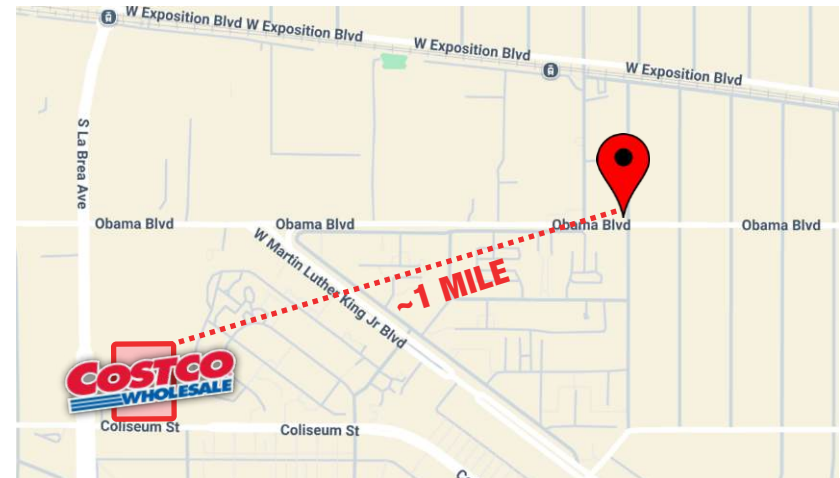 W Exposition Blvd W Exposition Blvd
W Exposition Blvd
W Exposition Blvd
S La Brea Ave
Obama Blvd
Obama Blvd
Obama Blvd
Obama Blvd
W Martin Luther King Jr Blvd
~1 MILE
COSTCO
WHOLESALE
Coliseum St
Coliseum St